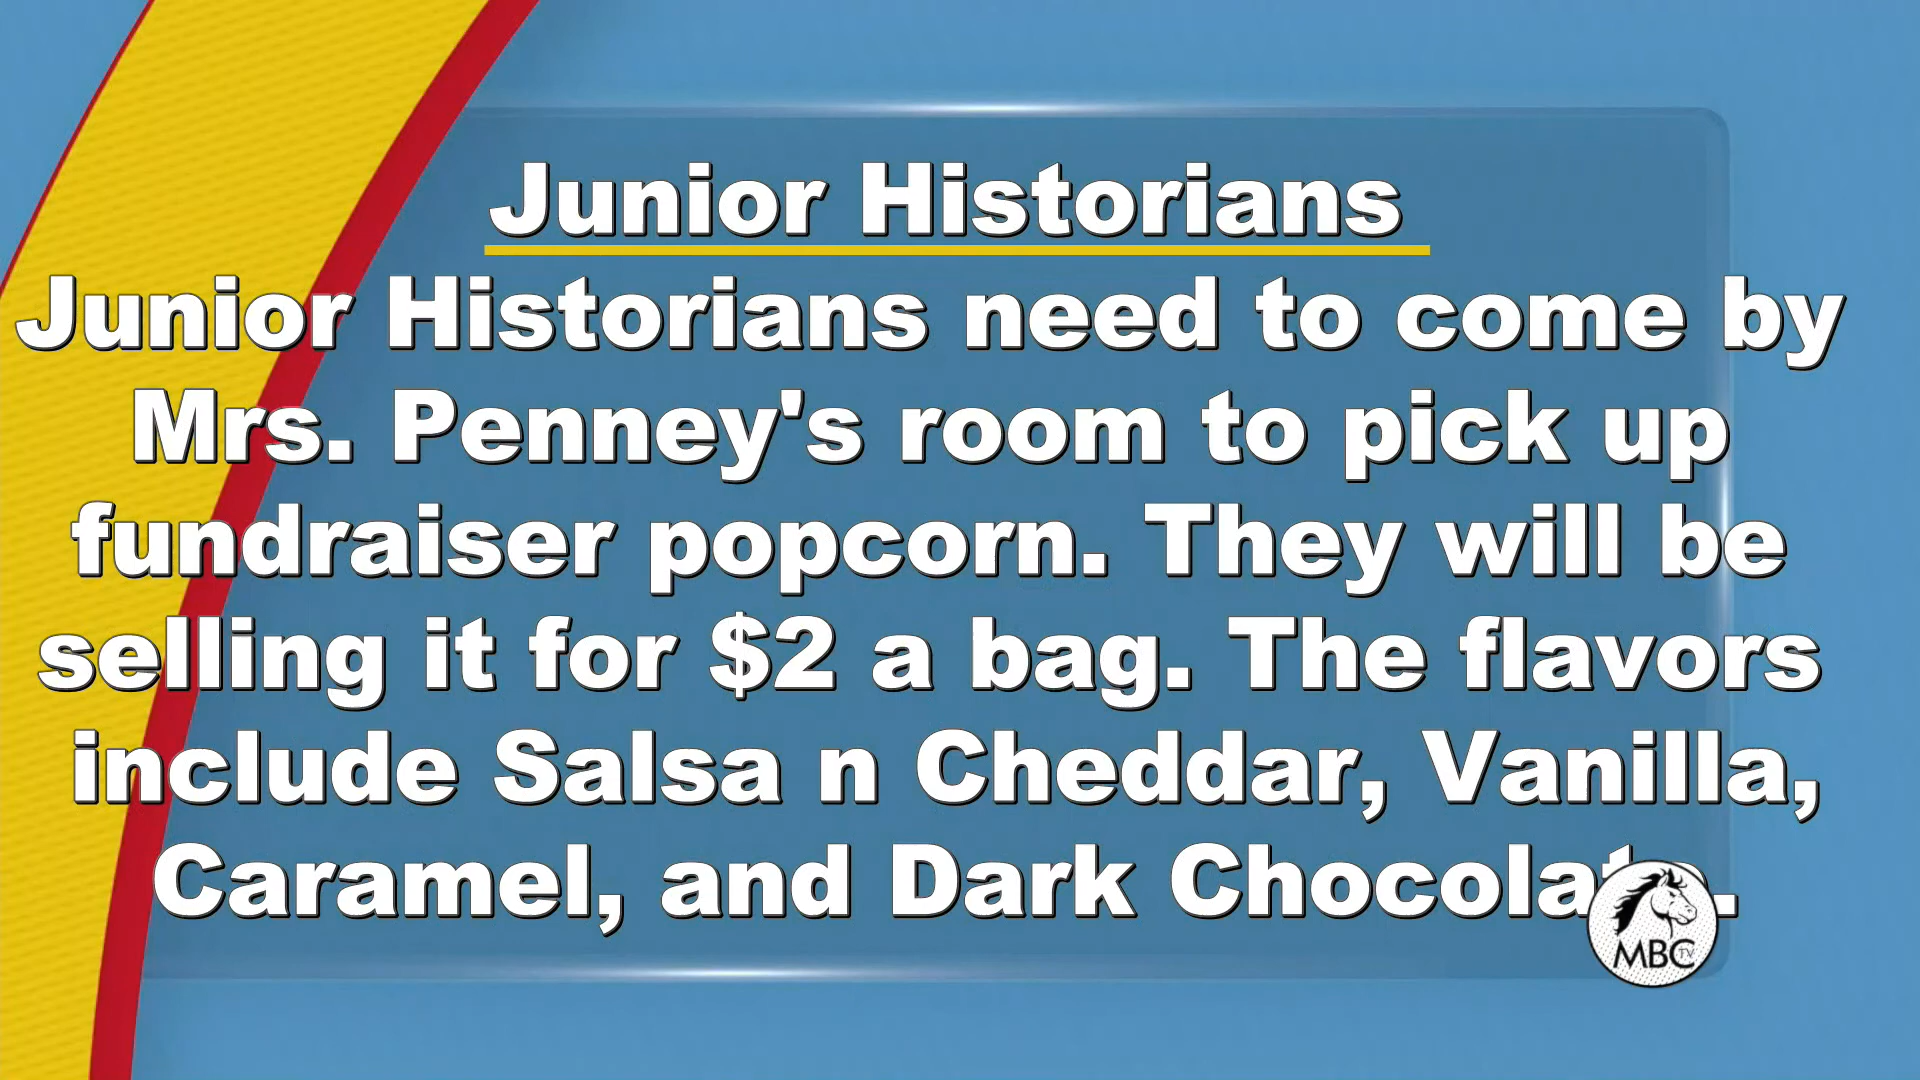 Junior Historians
Junior Historians need to come by
Mrs. Penney's room to pick up
fundraiser popcorn. They will be
selling it for $2 a bag. The flavors
include Salsa n Cheddar, Vanilla,
Caramel, and Dark Chocolate.
MBC TV